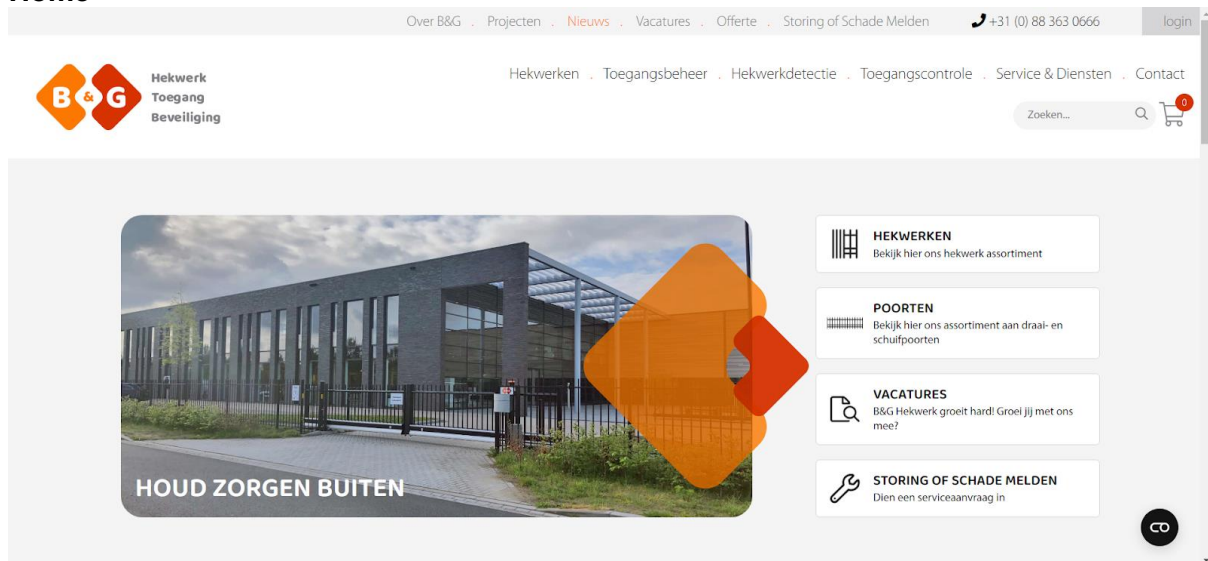 Home
Over B&G . Projecten . Nieuws . Vacatures . Offerte . Storing of Schade Melden +31 (0) 88 363 0666 login
B & G
Hekwerk
Toegang
Beveiliging
Hekwerken . Toegangsbeheer . Hekwerkdetectie . Toegangscontrole . Service & Diensten . Contact
Zoeken...
0
HOUD ZORGEN BUITEN
HEKWERKEN
Bekijk hier ons hekwerk assortiment
POORTEN
Bekijk hier ons assortiment aan draai- en
schuifpoorten
VACATURES
B&G Hekwerk groeit hard! Groei jij met ons
mee?
STORING OF SCHADE MELDEN
Dien een serviceaanvraag in